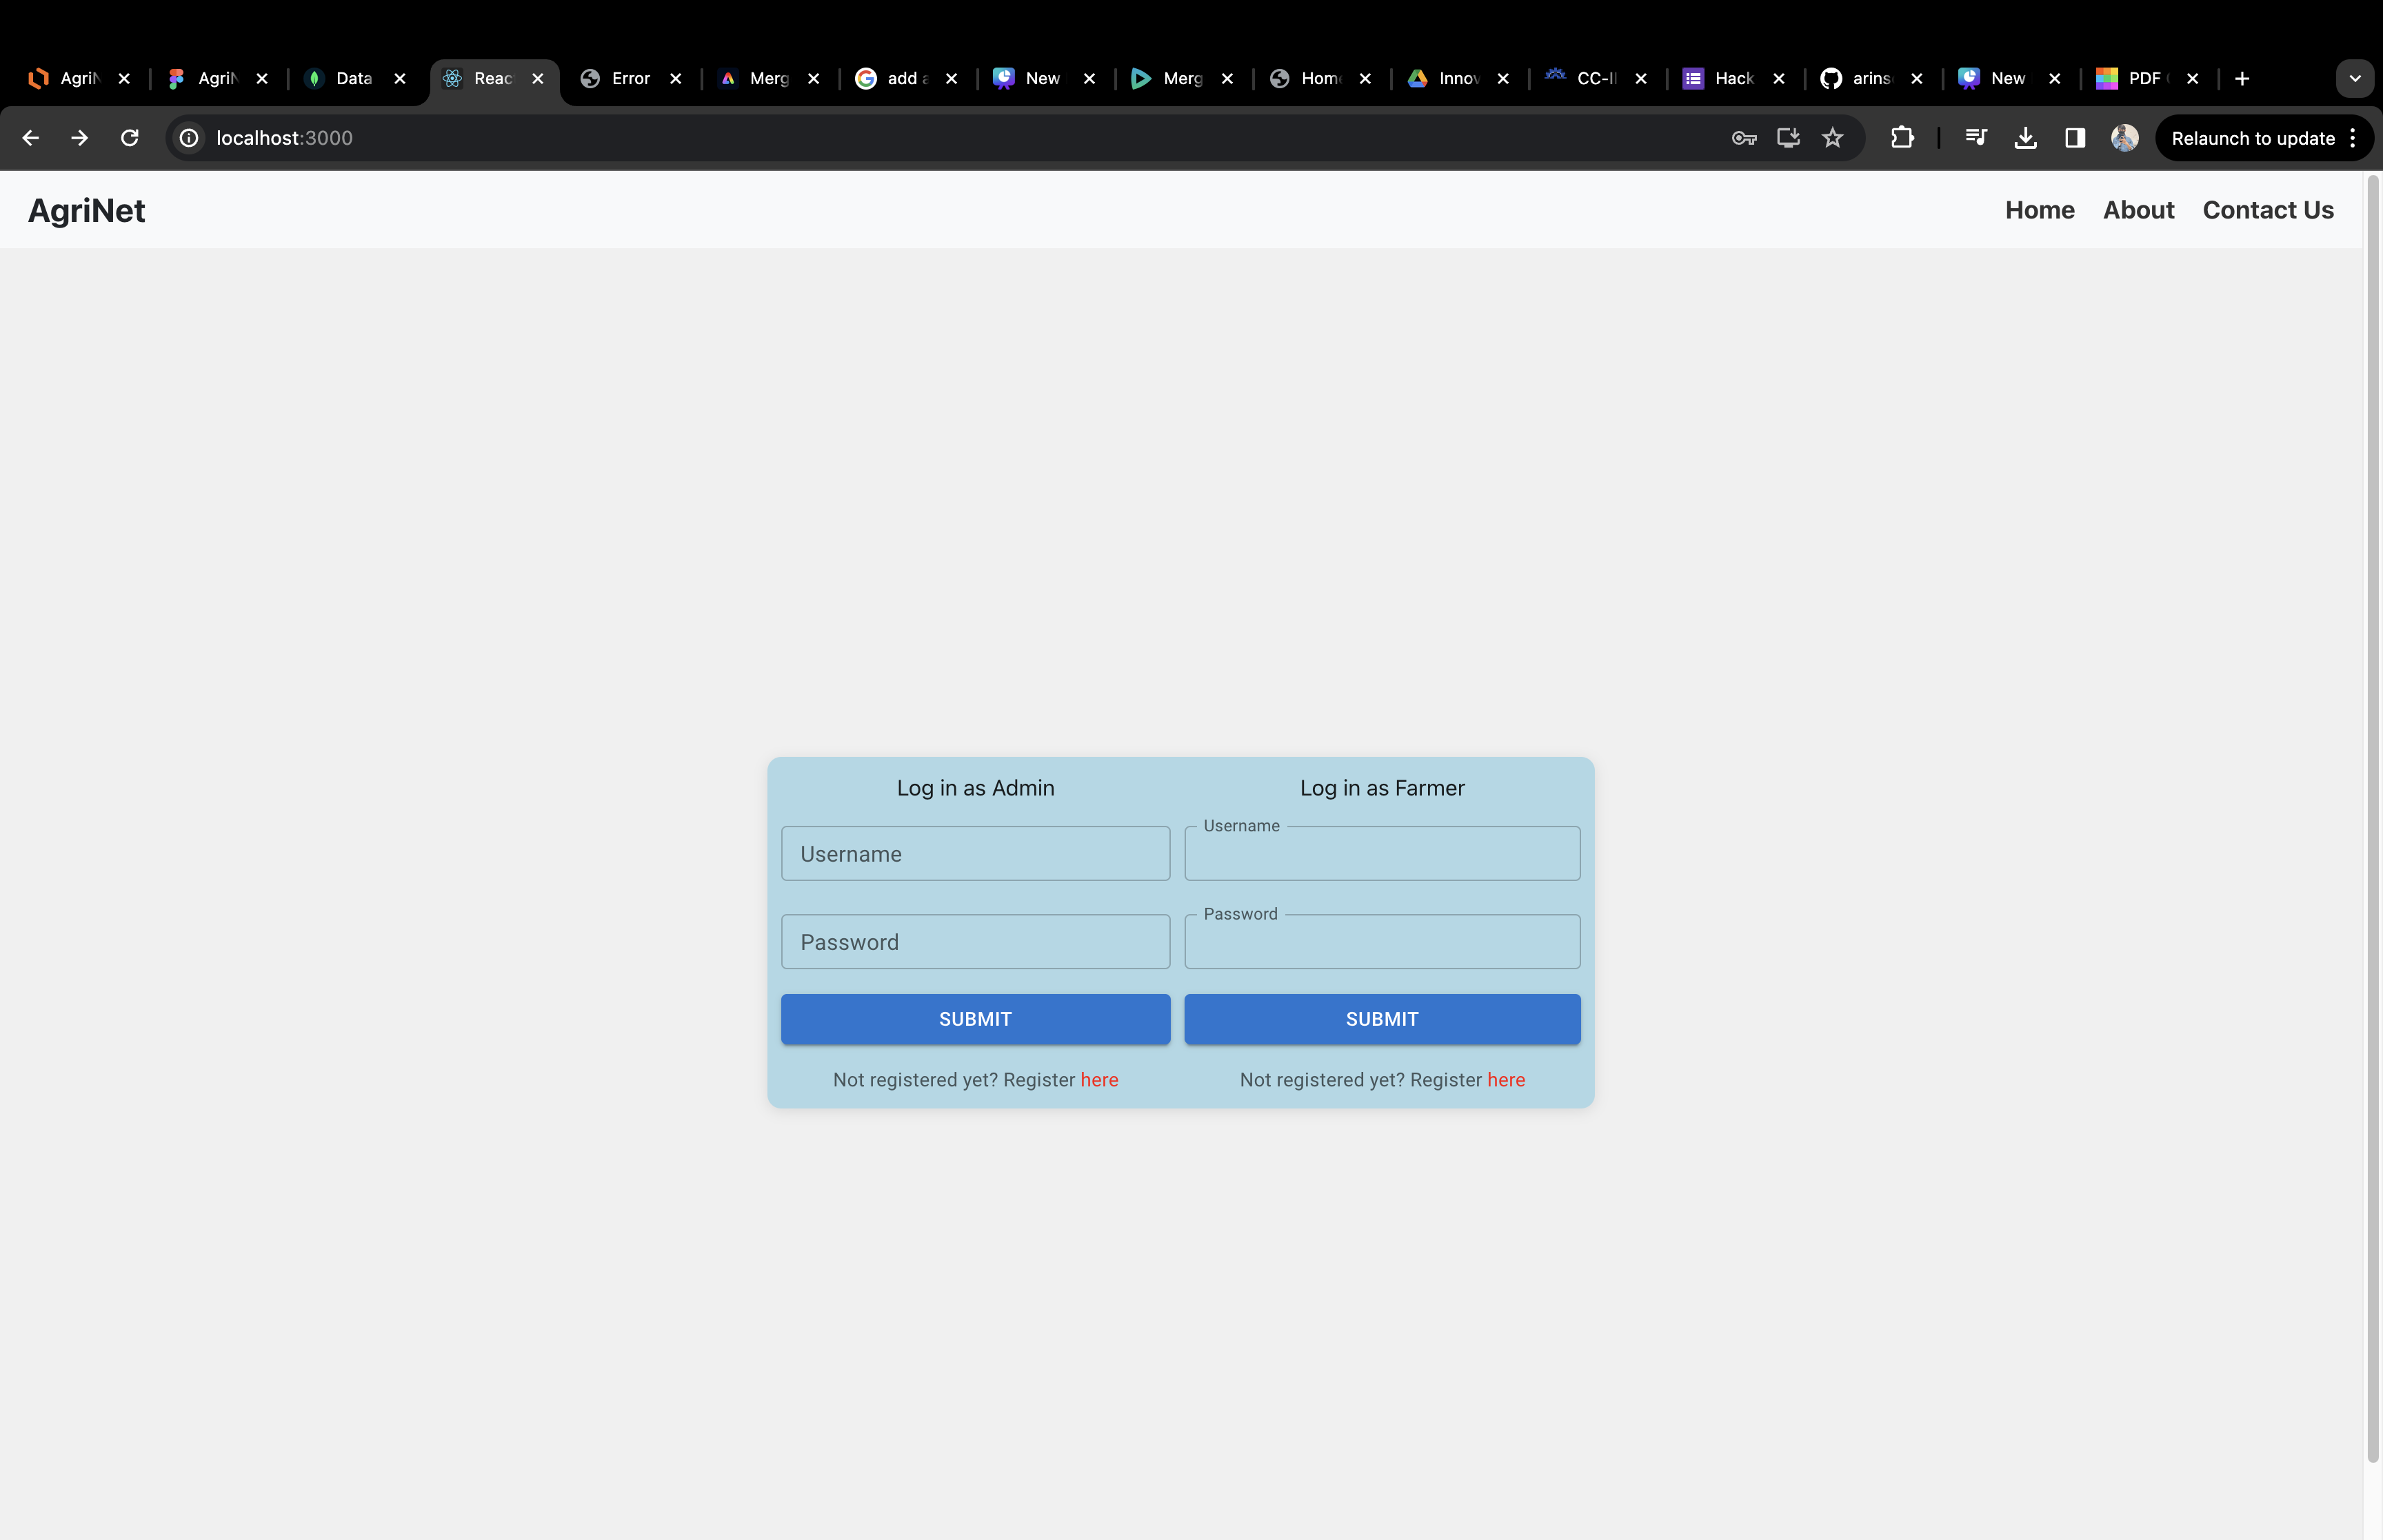 AgriN Agri Data Reac Error Merg add a New Merg Home Innov CC-II Hack arins New PDF
localhost:3000 Relaunch to update
AgriNet Home About Contact Us
Log in as Admin Log in as Farmer
Username Username
Password Password
SUBMIT SUBMIT
Not registered yet? Register here Not registered yet? Register here